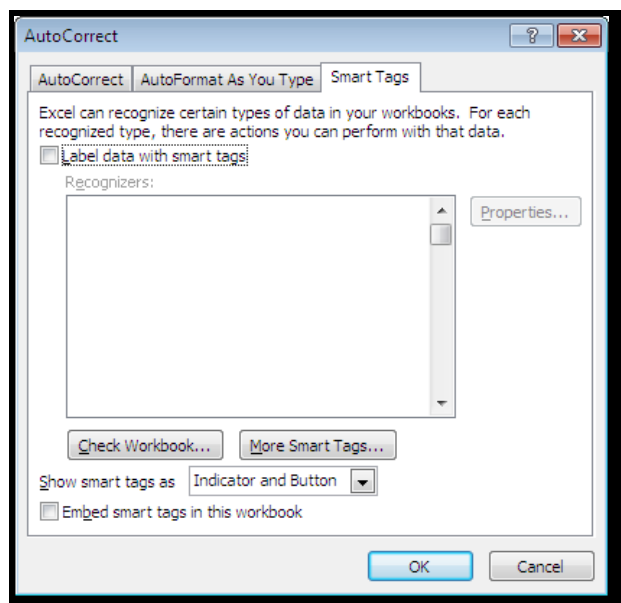 AutoCorrect
AutoCorrect AutoFormat As You Type Smart Tags
Excel can recognize certain types of data in your workbooks. For each
recognized type, there are actions you can perform with that data.
Label data with smart tags
Recognizers:
Properties...
Check Workbook... More Smart Tags...
Show smart tags as Indicator and Button
Embed smart tags in this workbook
OK Cancel